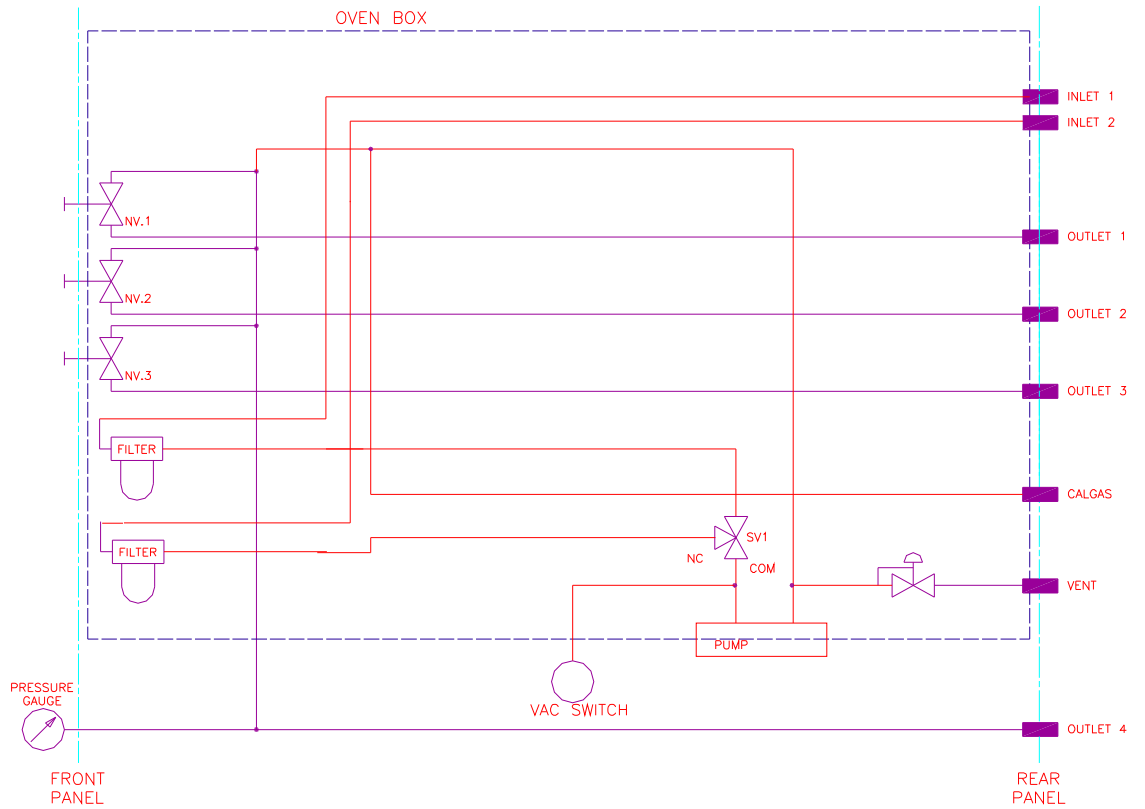 OVEN BOX
INLET 1
INLET 2
NV.1
OUTLET 1
NV.2
OUTLET 2
NV.3
OUTLET 3
FILTER
CALGAS
SV1
FILTER
NC
COM
VENT
PUMP
PRESSURE
GAUGE
VAC SWITCH
OUTLET 4
FRONT
PANEL
REAR
PANEL